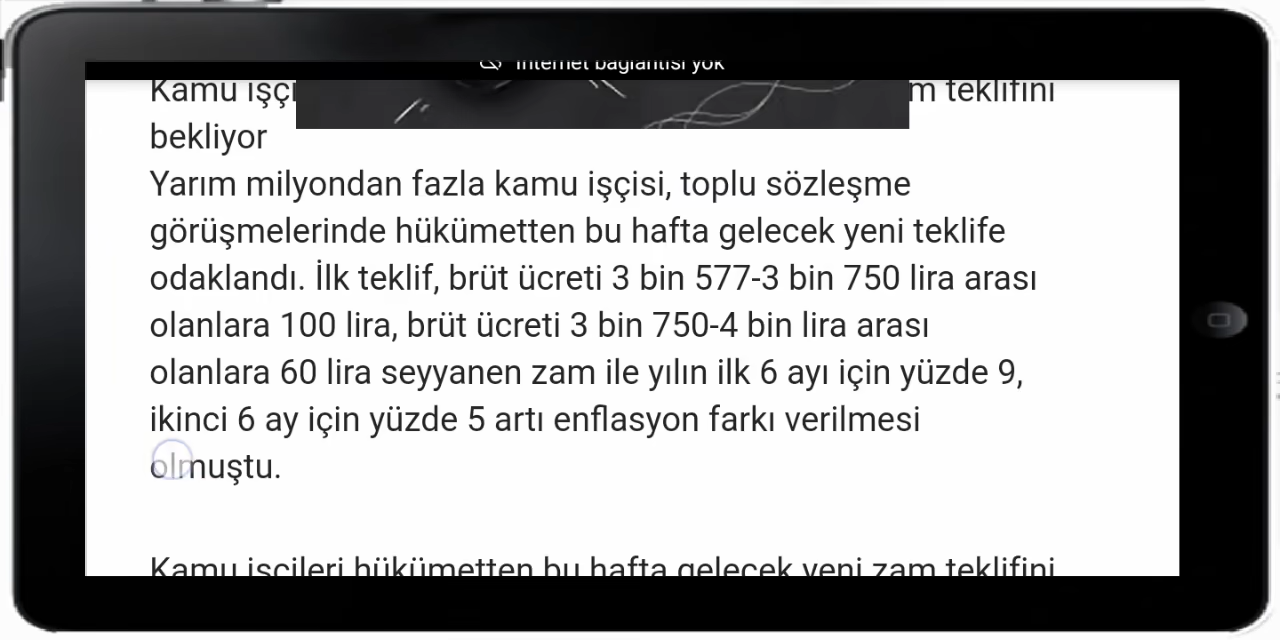 İnternet bağlantısı yok
Kamu işçi m teklifini
bekliyor
Yarım milyondan fazla kamu işçisi, toplu sözleşme
görüşmelerinde hükümetten bu hafta gelecek yeni teklife
odaklandı. İlk teklif, brüt ücreti 3 bin 577-3 bin 750 lira arası
olanlara 100 lira, brüt ücreti 3 bin 750-4 bin lira arası
olanlara 60 lira seyyanen zam ile yılın ilk 6 ayı için yüzde 9,
ikinci 6 ay için yüzde 5 artı enflasyon farkı verilmesi
olmuştu.
Kamu işçileri hükümetten bu hafta gelecek yeni zam teklifini